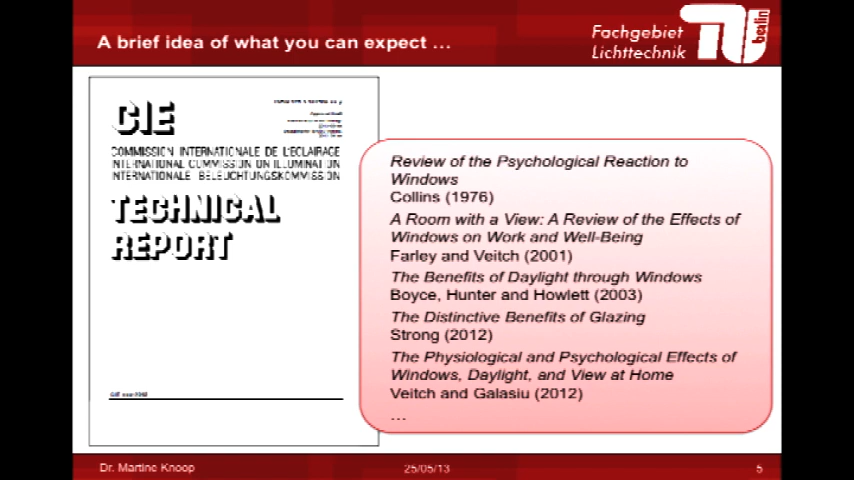 A brief idea of what you can expect …
Fachgebiet
Lichttechnik
berlin
CIE
COMMISSION INTERNATIONALE DE L'ECLAIRAGE
INTERNATIONAL COMMISSION ON ILLUMINATION
INTERNATIONALE BELEUCHTUNGSKOMMISSION
TECHNICAL
REPORT
Review of the Psychological Reaction to
Windows
Collins (1976)
A Room with a View: A Review of the Effects of
Windows on Work and Well-Being
Farley and Veitch (2001)
The Benefits of Daylight through Windows
Boyce, Hunter and Howlett (2003)
The Distinctive Benefits of Glazing
Strong (2012)
The Physiological and Psychological Effects of
Windows, Daylight, and View at Home
Veitch and Galasiu (2012)
…
Dr. Martine Knoop
25/05/13
5